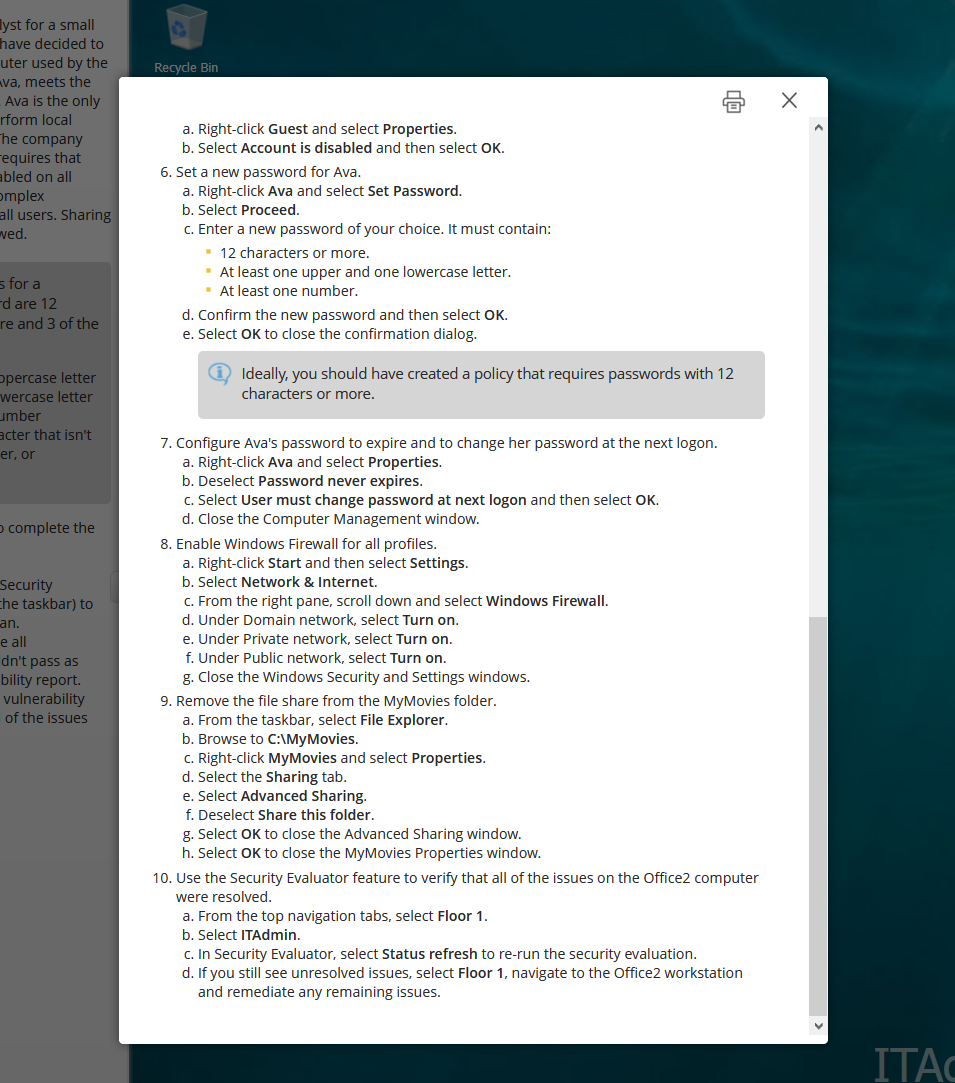 lyst for a small
have decided to
uter used by the
Ava, meets the
Ava is the only
rform local
The company
requires that
abled on all
omplex
all users. Sharing
wed.
s for a
rd are 12
re and 3 of the
ppercase letter
wercase letter
umber
acter that isn't
er, or
o complete the
Security
the taskbar) to
an.
e all
dn't pass as
bility report.
vulnerability
of the issues
Recycle Bin
a. Right-click Guest and select Properties.
b. Select Account is disabled and then select OK.
6. Set a new password for Ava.
a. Right-click Ava and select Set Password.
b. Select Proceed.
c. Enter a new password of your choice. It must contain:
12 characters or more.
At least one upper and one lowercase letter.
At least one number.
d. Confirm the new password and then select OK.
e. Select OK to close the confirmation dialog.
Ideally, you should have created a policy that requires passwords with 12
characters or more.
7. Configure Ava's password to expire and to change her password at the next logon.
a. Right-click Ava and select Properties.
b. Deselect Password never expires.
c. Select User must change password at next logon and then select OK.
d. Close the Computer Management window.
8. Enable Windows Firewall for all profiles.
a. Right-click Start and then select Settings.
b. Select Network & Internet.
c. From the right pane, scroll down and select Windows Firewall.
d. Under Domain network, select Turn on.
e. Under Private network, select Turn on.
f. Under Public network, select Turn on.
g. Close the Windows Security and Settings windows.
9. Remove the file share from the MyMovies folder.
a. From the taskbar, select File Explorer.
b. Browse to C:\MyMovies.
c. Right-click MyMovies and select Properties.
d. Select the Sharing tab.
e. Select Advanced Sharing.
f. Deselect Share this folder.
g. Select OK to close the Advanced Sharing window.
h. Select OK to close the MyMovies Properties window.
10. Use the Security Evaluator feature to verify that all of the issues on the Office2 computer
were resolved.
a. From the top navigation tabs, select Floor 1.
b. Select ITAdmin.
c. In Security Evaluator, select Status refresh to re-run the security evaluation.
d. If you still see unresolved issues, select Floor 1, navigate to the Office2 workstation
and remediate any remaining issues.
ITAd